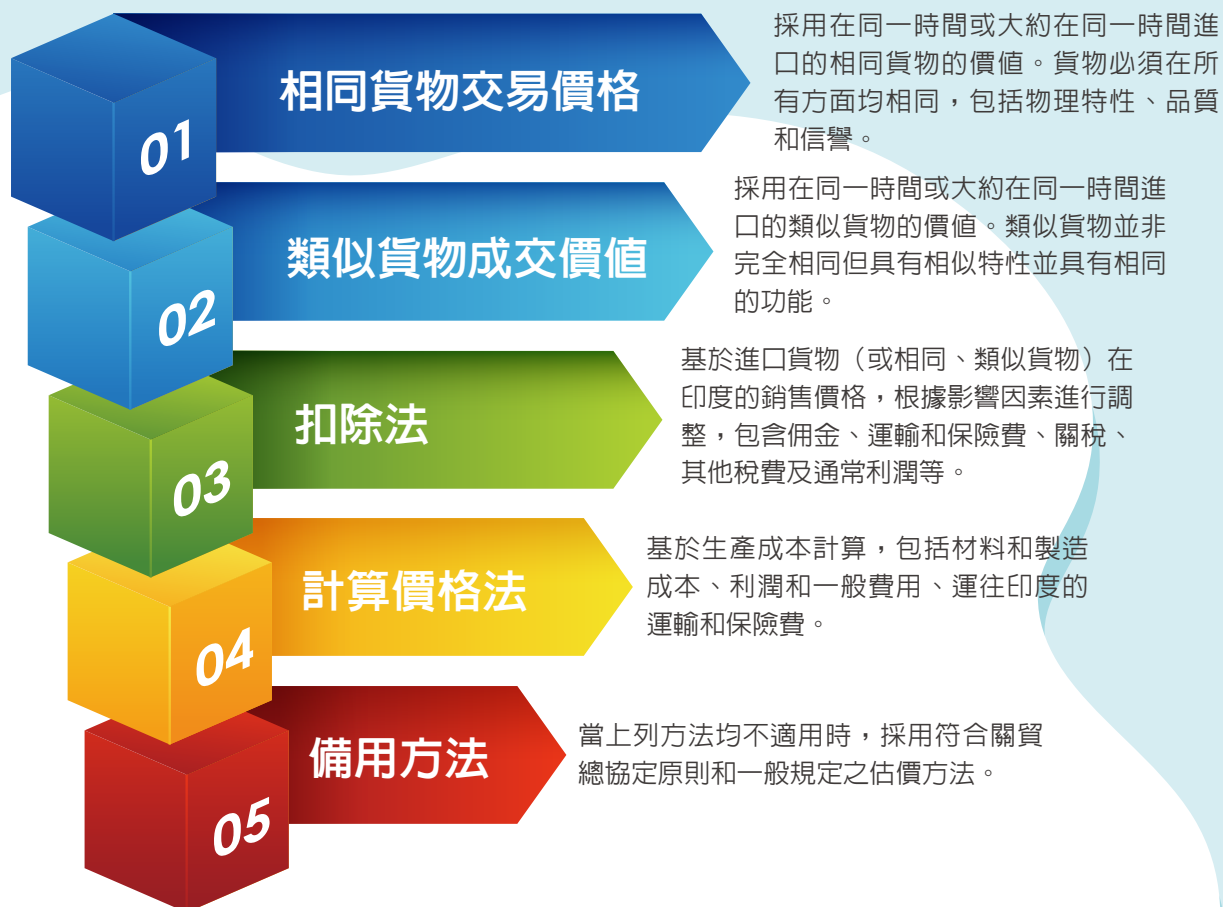 01
相同貨物交易價格
採用在同一時間或大約在同一時間進
口的相同貨物的價值。貨物必須在所
有方面均相同，包括物理特性、品質
和信譽。
02
類似貨物成交價值
採用在同一時間或大約在同一時間進
口的類似貨物的價值。類似貨物並非
完全相同但具有相似特性並具有相同
的功能。
03
扣除法
基於進口貨物（或相同、類似貨物）在
印度的銷售價格，根據影響因素進行調
整，包含佣金、運輸和保險費、關稅、
其他稅費及通常利潤等。
04
計算價格法
基於生產成本計算，包括材料和製造
成本、利潤和一般費用、運往印度的
運輸和保險費。
05
備用方法
當上列方法均不適用時，採用符合關貿
總協定原則和一般規定之估價方法。